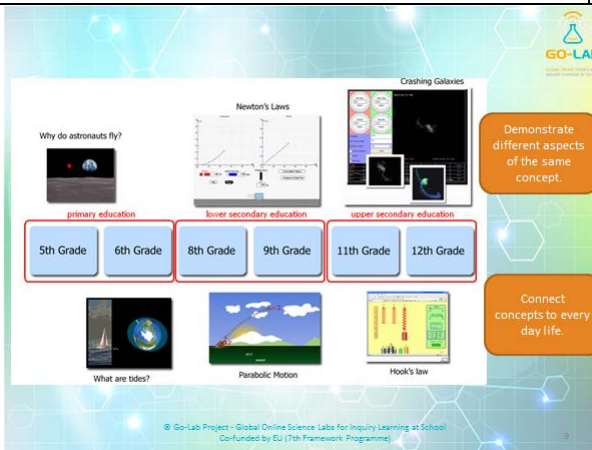 GO-LAB
Crashing Galaxies
Newton's Laws
Why do astronauts fly?
Demonstrate
different aspects
of the same
concept.
primary education
lower secondary education
upper secondary education
5th Grade
6th Grade
8th Grade
9th Grade
11th Grade
12th Grade
Connect
concepts to every
day life.
What are tides?
Parabolic Motion
Hook's law
© Go-Lab Project - Global Online Science Labs for Inquiry Learning at School
Co-funded by EU (7th Framework Programme)
9